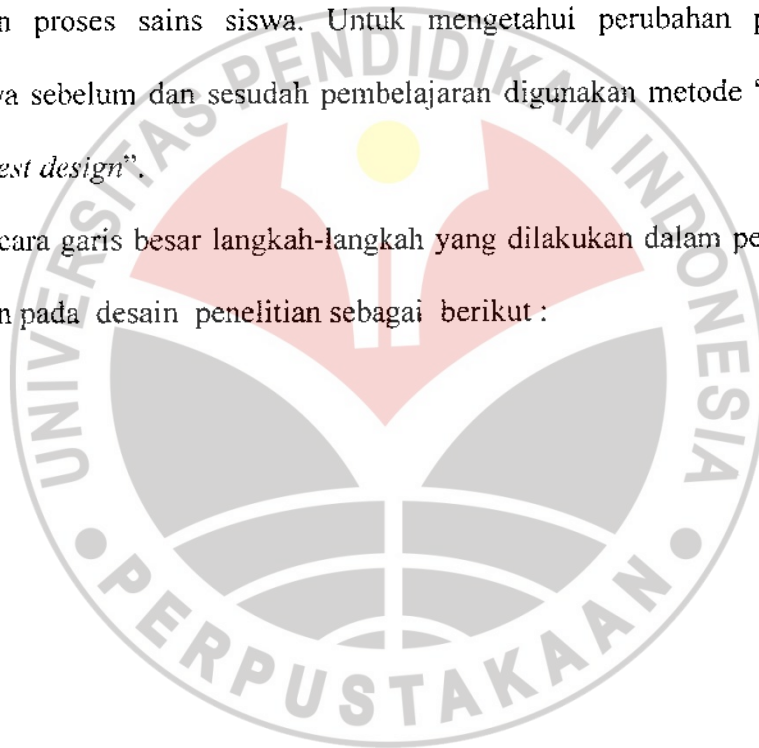 n proses sains siswa. Untuk mengetahui perubahan p
va sebelum dan sesudah pembelajaran digunakan metode “
est design”.
cara garis besar langkah-langkah yang dilakukan dalam pe
n pada desain penelitian sebagai berikut :
UNIVERSITAS PENDIDIKAN INDONESIA
PERPUSTAKAAN